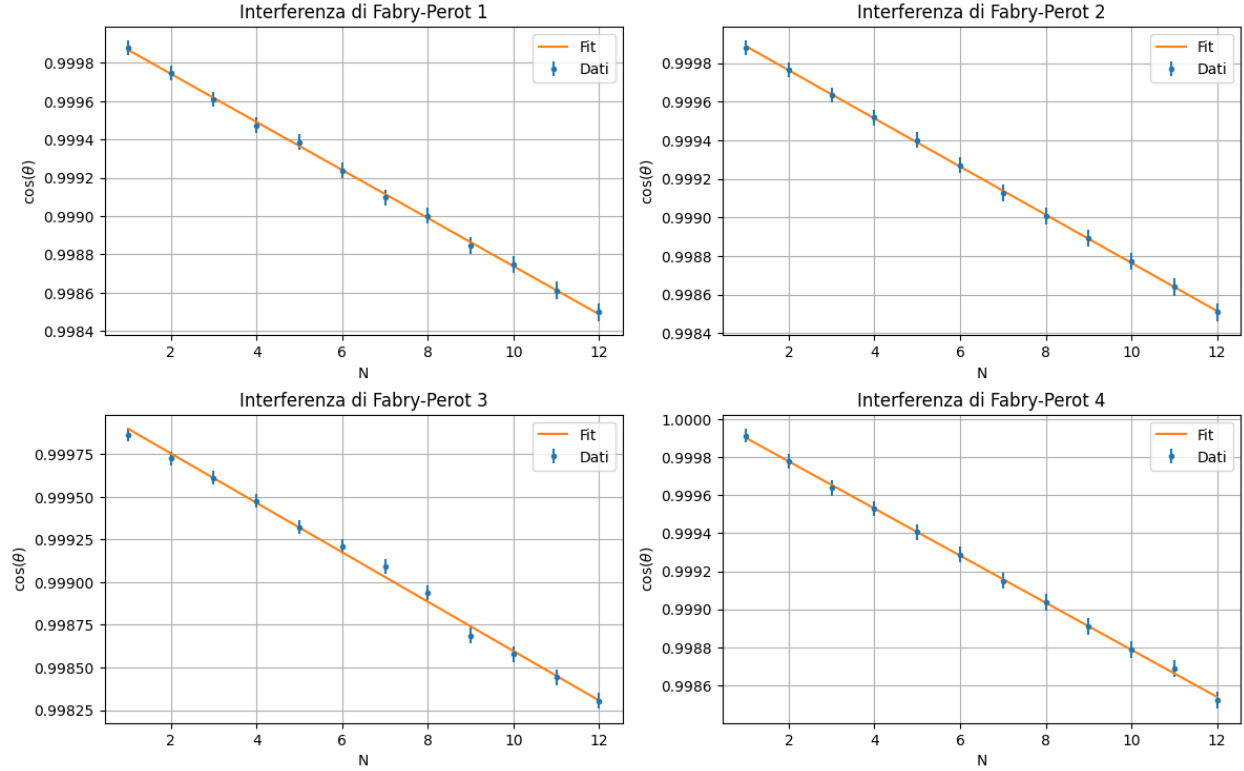 Interferenza di Fabry-Perot 1
cos(θ)
0.9998
0.9996
0.9994
0.9992
0.9990
0.9988
0.9986
0.9984
2 4 6 8 10 12
N
Fit
Dati
Interferenza di Fabry-Perot 2
cos(θ)
0.9998
0.9996
0.9994
0.9992
0.9990
0.9988
0.9986
0.9984
2 4 6 8 10 12
N
Fit
Dati
Interferenza di Fabry-Perot 3
cos(θ)
0.99975
0.99950
0.99925
0.99900
0.99875
0.99850
0.99825
2 4 6 8 10 12
N
Fit
Dati
Interferenza di Fabry-Perot 4
cos(θ)
1.0000
0.9998
0.9996
0.9994
0.9992
0.9990
0.9988
0.9986
2 4 6 8 10 12
N
Fit
Dati